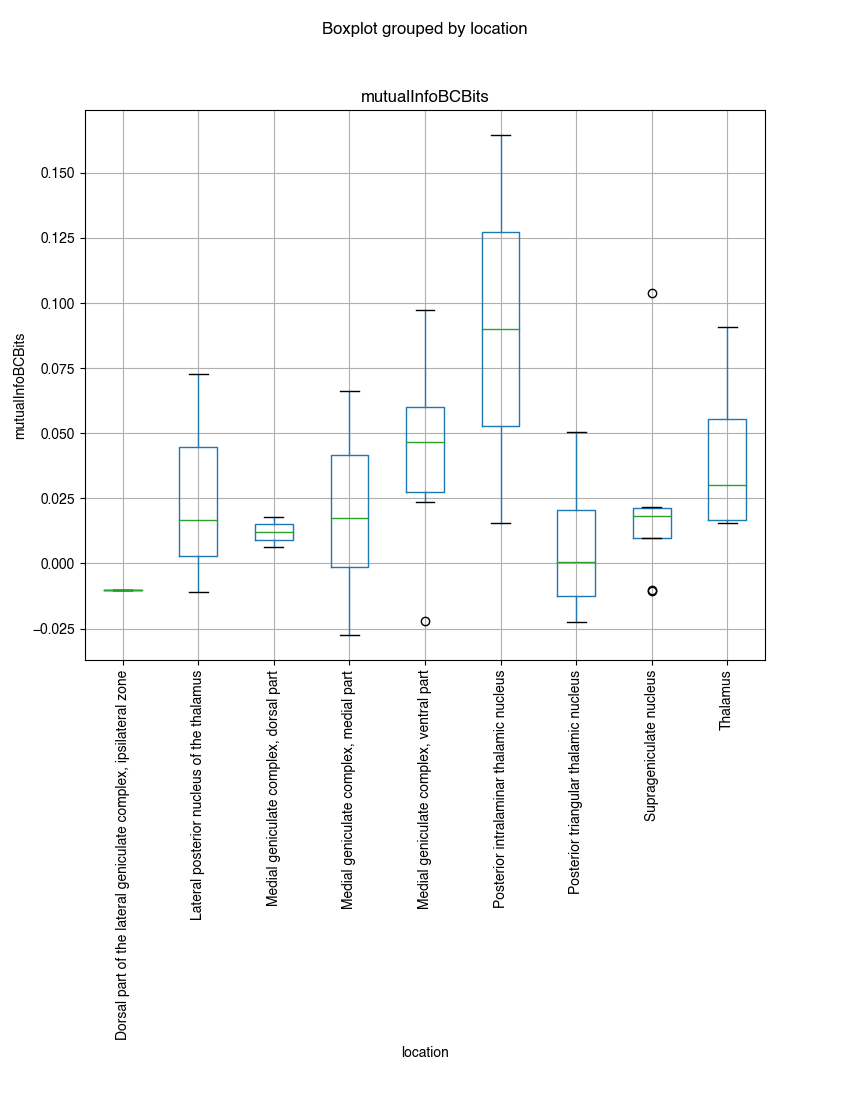 Boxplot grouped by location
mutualInfoBCBits
mutualInfoBCBits
0.150
0.125
0.100
0.075
0.050
0.025
0.000
−0.025
Dorsal part of the lateral geniculate complex, ipsilateral zone
Lateral posterior nucleus of the thalamus
Medial geniculate complex, dorsal part
Medial geniculate complex, medial part
Medial geniculate complex, ventral part
Posterior intralaminar thalamic nucleus
Posterior triangular thalamic nucleus
Suprageniculate nucleus
Thalamus
location